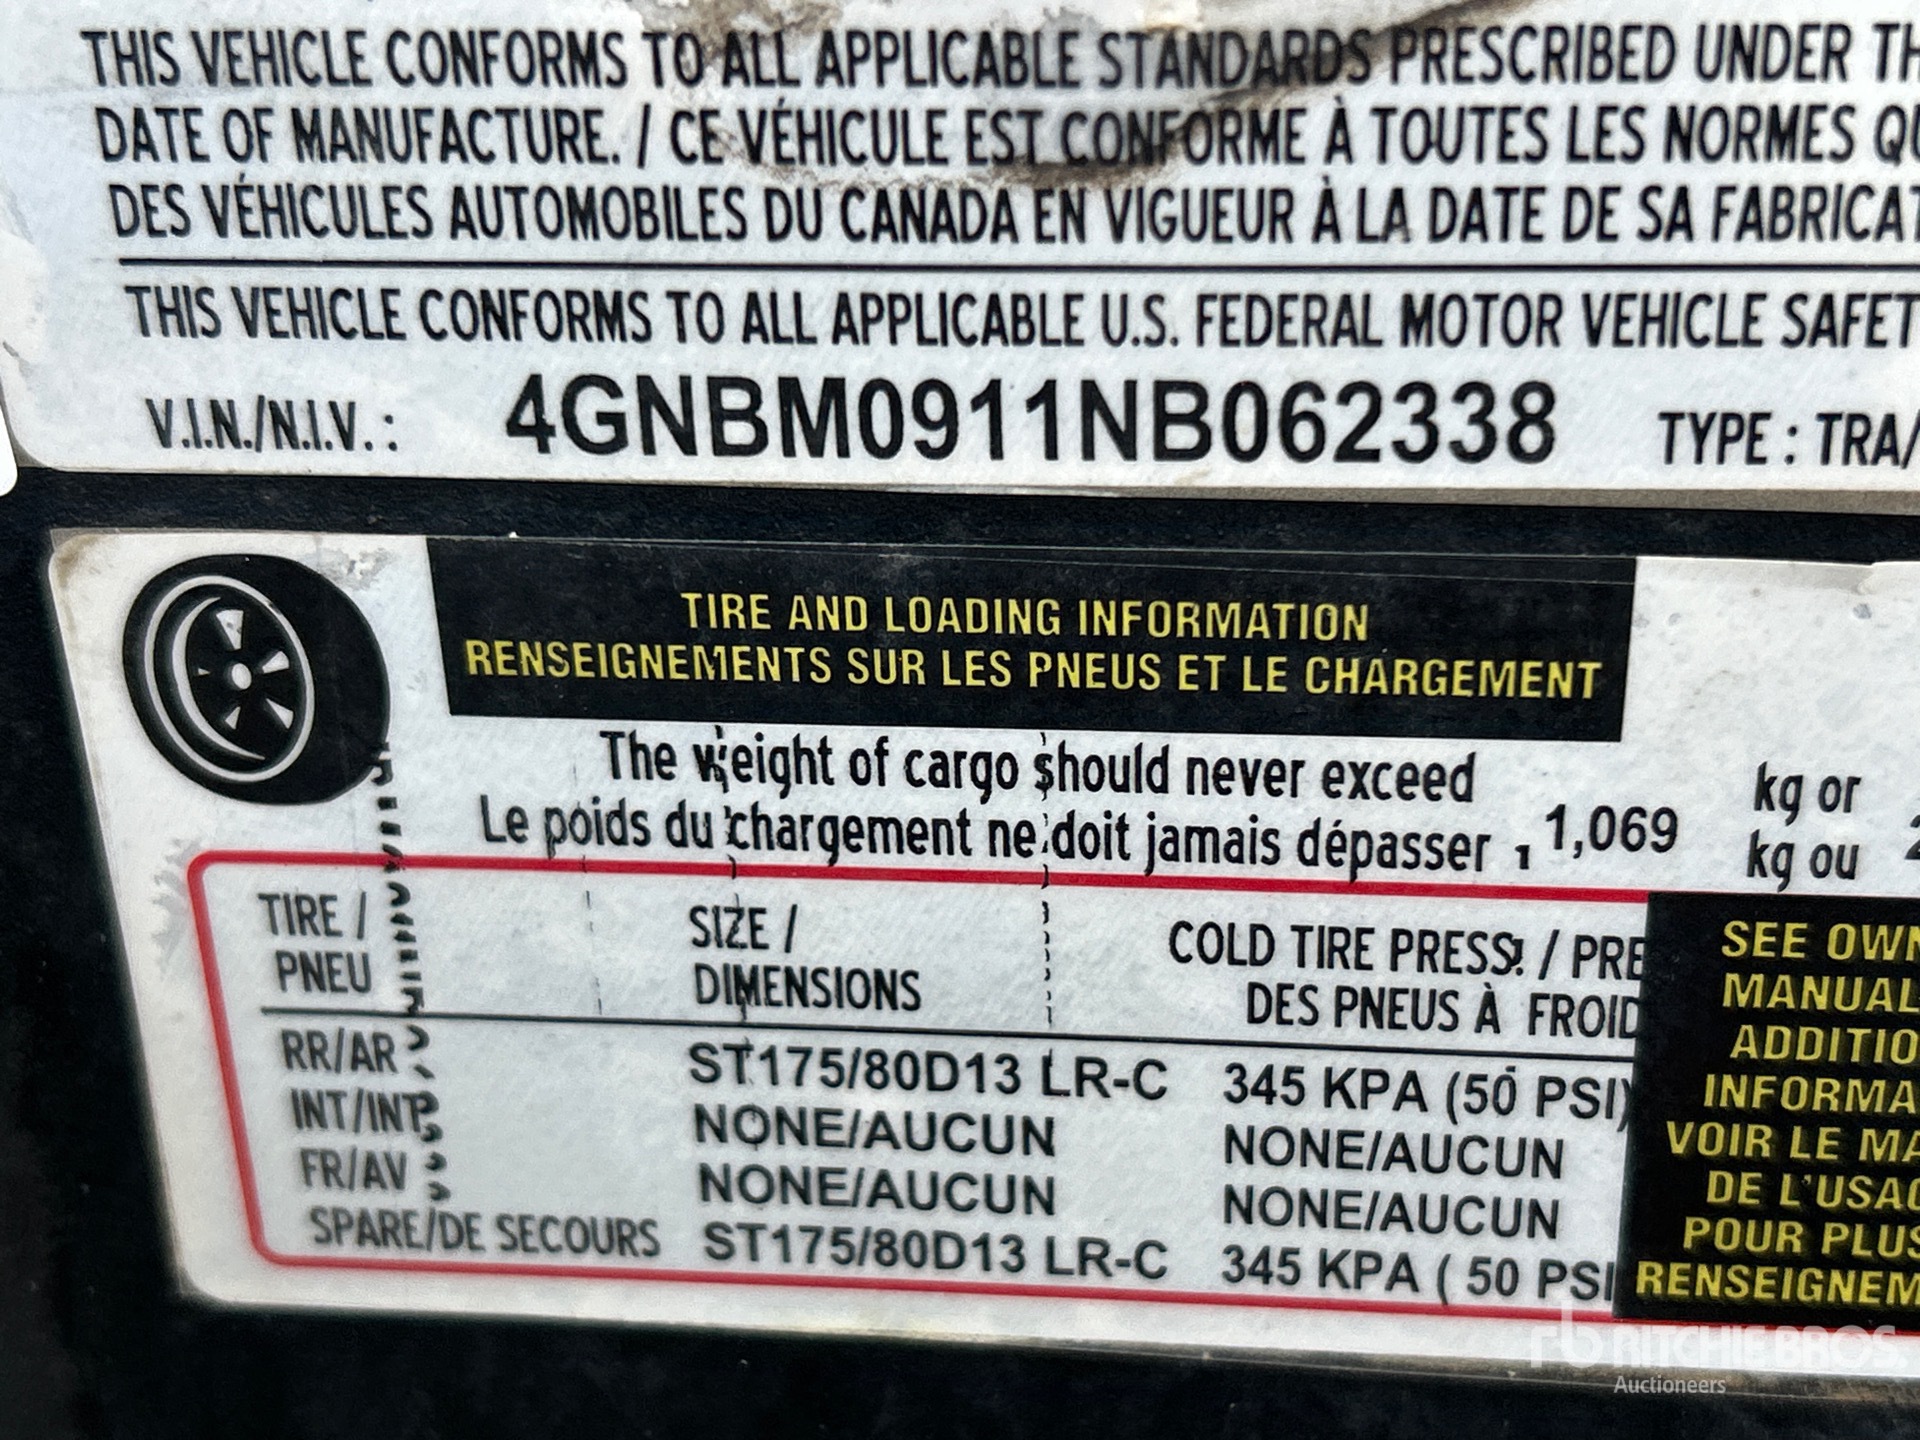 THIS VEHICLE CONFORMS TO ALL APPLICABLE STANDARDS PRESCRIBED UNDER TH
DATE OF MANUFACTURE. / CE VÉHICULE EST CONFORME À TOUTES LES NORMES QU
DES VÉHICULES AUTOMOBILES DU CANADA EN VIGUEUR À LA DATE DE SA FABRICAT
THIS VEHICLE CONFORMS TO ALL APPLICABLE U.S. FEDERAL MOTOR VEHICLE SAFET
V.I.N./N.I.V. : 4GNBM0911NB062338 TYPE : TRA/
TIRE AND LOADING INFORMATION
RENSEIGNEMENTS SUR LES PNEUS ET LE CHARGEMENT
The weight of cargo should never exceed kg or
Le poids du chargement ne doit jamais dépasser 1,069 kg ou
TIRE / SIZE / COLD TIRE PRESS. / PRE
PNEU DIMENSIONS DES PNEUS À FROID
RR/AR ST175/80D13 LR-C 345 KPA (50 PSI)
INT/INT NONE/AUCUN NONE/AUCUN
FR/AV NONE/AUCUN NONE/AUCUN
SPARE/DE SECOURS ST175/80D13 LR-C 345 KPA ( 50 PSI
SEE OWN
MANUAL
ADDITIO
INFORMA
VOIR LE MA
DE L'USAG
POUR PLUS
RENSEIGNEM
rb RITCHIE BROS.
Auctioneers